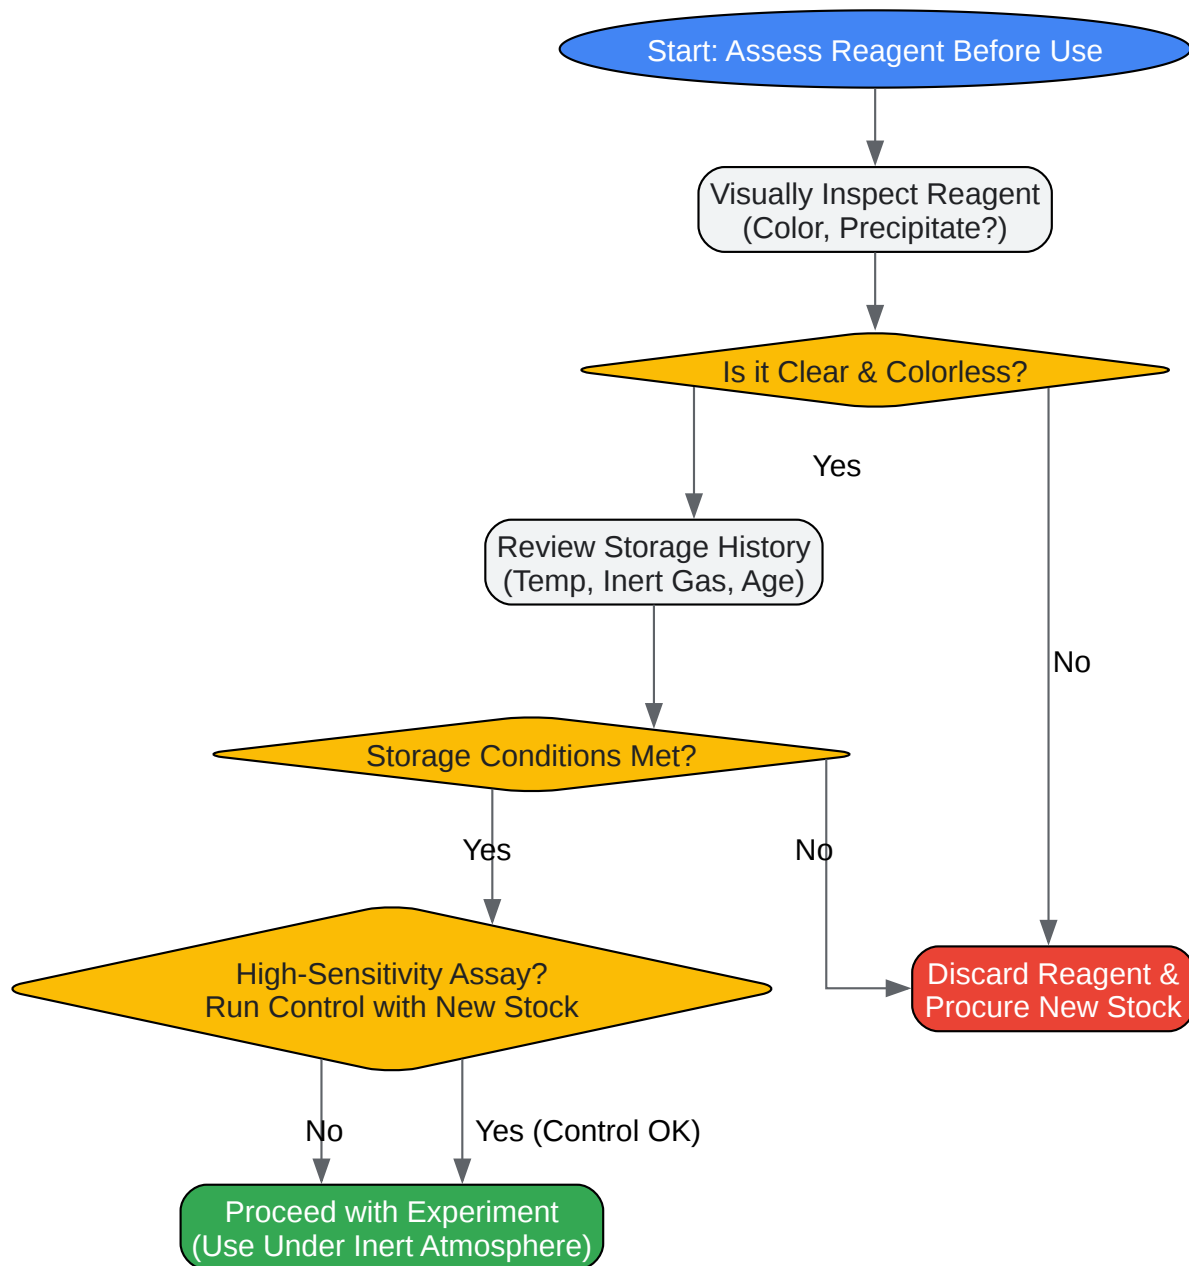 Start: Assess Reagent Before Use
Visually Inspect Reagent
(Color, Precipitate?)
Is it Clear & Colorless?
Yes
Review Storage History
(Temp, Inert Gas, Age)
No
Storage Conditions Met?
Yes
No
High-Sensitivity Assay?
Run Control with New Stock
Discard Reagent &
Procure New Stock
No
Yes (Control OK)
Proceed with Experiment
(Use Under Inert Atmosphere)